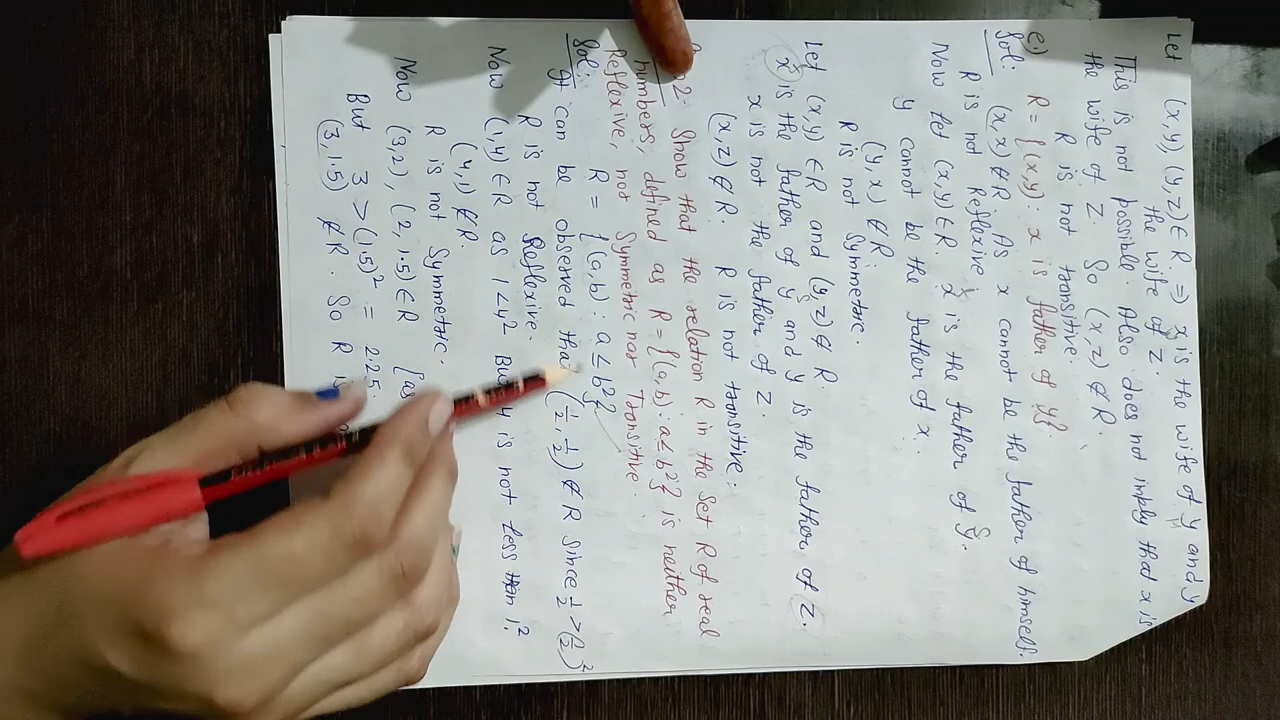 Let (x,y), (y,z) ∈ R ⇒ x is the wife of y and y
the wife of z.
This is not possible. Also does not imply that x is
the wife of z. So (x,z) ∉ R.
R is not transitive.
e) R = {(x,y): x is father of y}.
Sol: (x,x) ∉ R. As x cannot be the father of himself.
R is not Reflexive.
Now let (x,y) ∈ R. x is the father of y.
y cannot be the father of x.
(y,x) ∉ R
R is not Symmetric.
Let (x,y) ∈ R and (y,z) ∉ R.
x is the father of y and y is the father of z.
x is not the father of z.
(x,z) ∉ R. R is not transitive.
2: Show that the relation R in the set R of real
numbers, defined as R = {(a,b): a ≤ b²} is neither
Reflexive, not Symmetric nor Transitive.
R = {(a,b): a ≤ b²}
Sol: It can be observed that (1/2, 1/2) ∉ R since 1/2 > (1/2)²
R is not Reflexive.
Now (1,4) ∈ R as 1<4² But 4 is not less than 1²
(4,1) ∉ R.
R is not Symmetric.
Now (3,2), (2,1.5) ∈ R [as
But 3 > (1.5)² = 2.25.
(3,1.5) ∉ R. So R